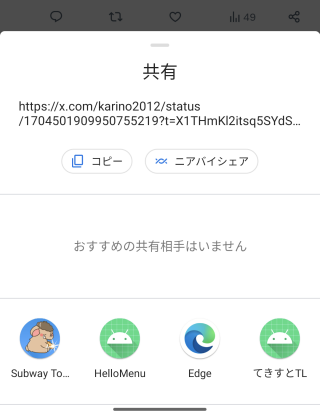 49
共有
https://x.com/karino2012/status
/1704501909950755219?t=X1THmKl2itsq5SYdS...
コピー
ニアバイシェア
おすすめの共有相手はいません
Subway To...
HelloMenu
Edge
てきすとTL